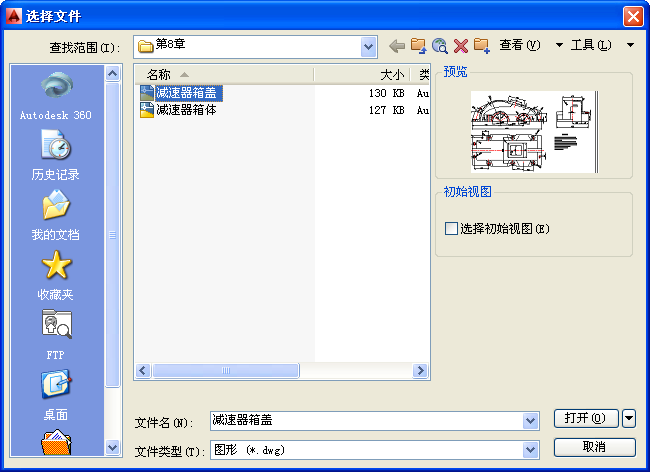 选择文件
查找范围(I):
第8章
查看(V)
工具(L)
名称
大小
类
减速器箱盖
130 KB
Au
减速器箱体
127 KB
Au
Autodesk 360
历史记录
我的文档
收藏夹
FTP
桌面
预览
初始视图
选择初始视图(E)
文件名(N):
减速器箱盖
打开(O)
文件类型(T):
图形 (*.dwg)
取消